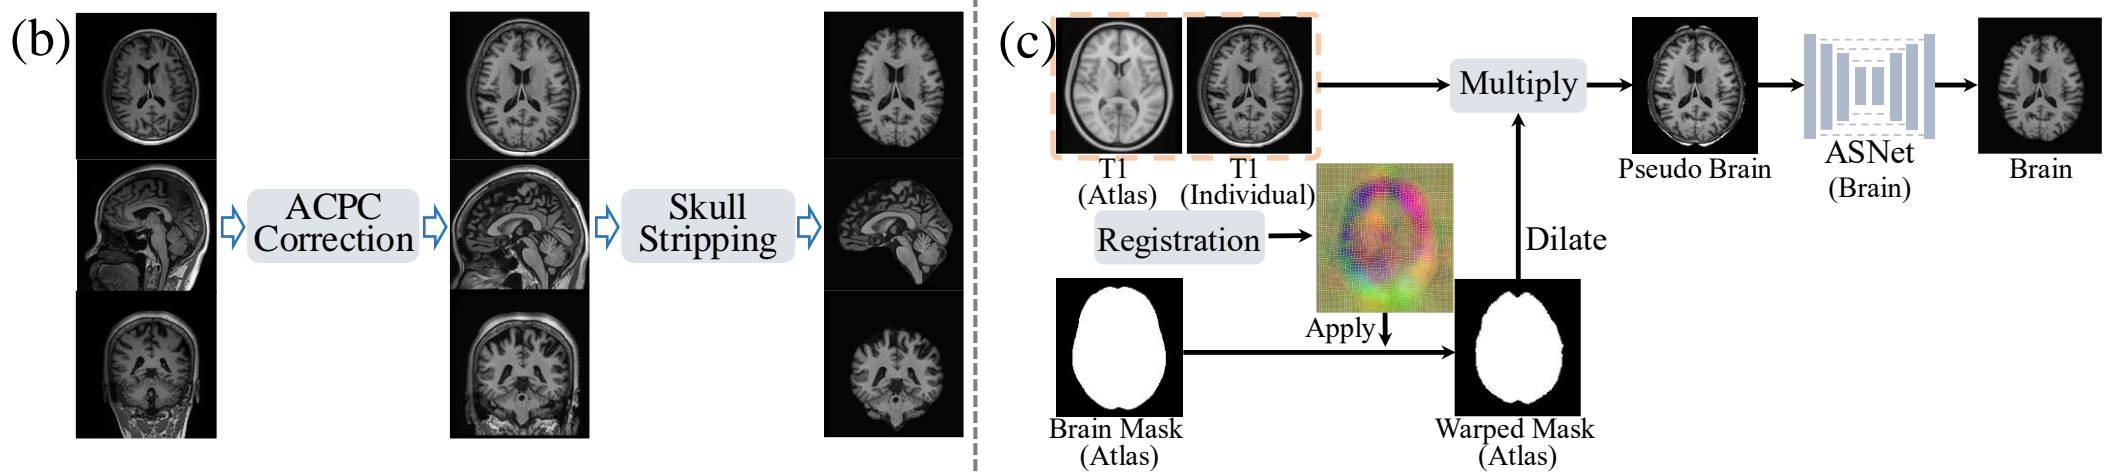 (b)
ACPC
Correction
Skull
Stripping
(c)
T1
(Atlas)
T1
(Individual)
Multiply
Pseudo Brain
ASNet
(Brain)
Brain
Registration
Dilate
Apply
Brain Mask
(Atlas)
Warped Mask
(Atlas)